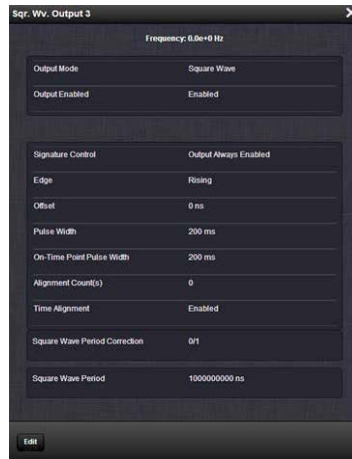 Sqr. Wv. Output 3
Frequency: 0.0e+0 Hz
Output Mode Square Wave
Output Enabled Enabled
Signature Control Output Always Enabled
Edge Rising
Offset 0 ns
Pulse Width 200 ms
On-Time Point Pulse Width 200 ms
Alignment Count(s) 0
Time Alignment Enabled
Square Wave Period Correction 0/1
Square Wave Period 1000000000 ns
Edit